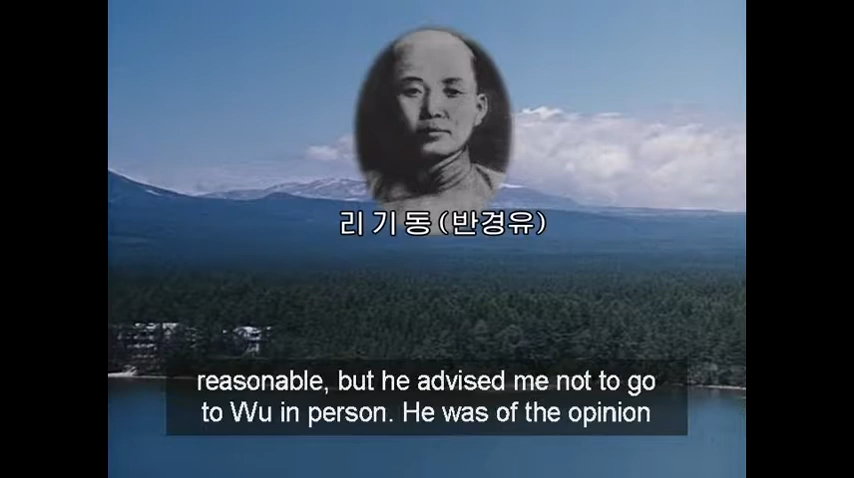 리기동(반경유)
reasonable, but he advised me not to go
to Wu in person. He was of the opinion